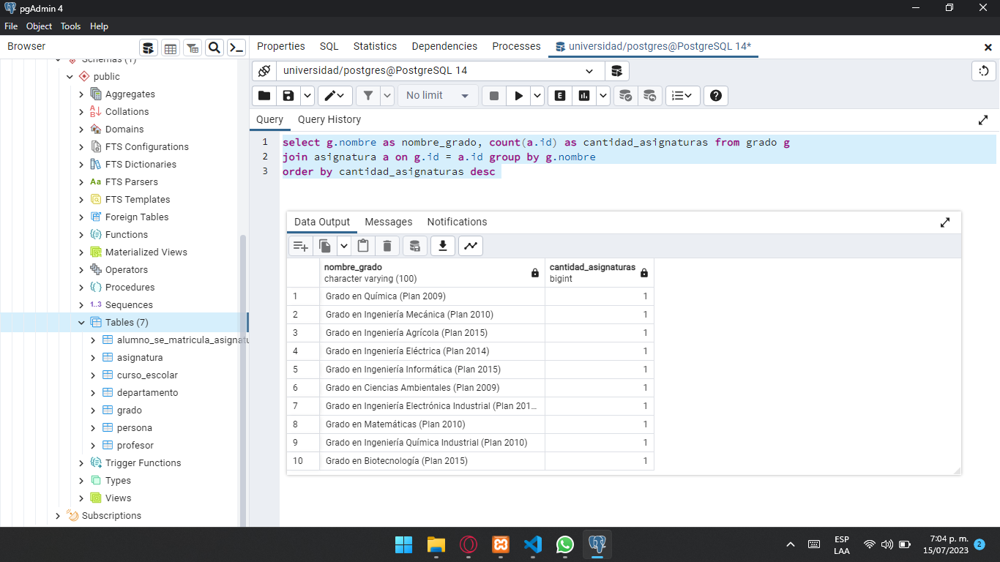 pgAdmin 4
File Object Tools Help
Browser
Properties SQL Statistics Dependencies Processes universidad/postgres@PostgreSQL 14*
universidad/postgres@PostgreSQL 14
No limit
E
Query Query History
1 select g.nombre as nombre_grado, count(a.id) as cantidad_asignaturas from grado g
2 join asignatura a on g.id = a.id group by g.nombre
3 order by cantidad_asignaturas desc
Schemas (1)
public
Aggregates
Collations
Domains
FTS Configurations
FTS Dictionaries
Aa FTS Parsers
FTS Templates
Foreign Tables
Functions
Materialized Views
Operators
Procedures
1..3 Sequences
Tables (7)
alumno_se_matricula_asignatu
asignatura
curso_escolar
departamento
grado
persona
profesor
Trigger Functions
Types
Views
Subscriptions
Data Output Messages Notifications
nombre_grado cantidad_asignaturas
character varying (100) bigint
1 Grado en Química (Plan 2009) 1
2 Grado en Ingeniería Mecánica (Plan 2010) 1
3 Grado en Ingeniería Agrícola (Plan 2015) 1
4 Grado en Ingeniería Eléctrica (Plan 2014) 1
5 Grado en Ingeniería Informática (Plan 2015) 1
6 Grado en Ciencias Ambientales (Plan 2009) 1
7 Grado en Ingeniería Electrónica Industrial (Plan 201... 1
8 Grado en Matemáticas (Plan 2010) 1
9 Grado en Ingeniería Química Industrial (Plan 2010) 1
10 Grado en Biotecnología (Plan 2015) 1
ESP 7:04 p. m.
LAA 15/07/2023 2